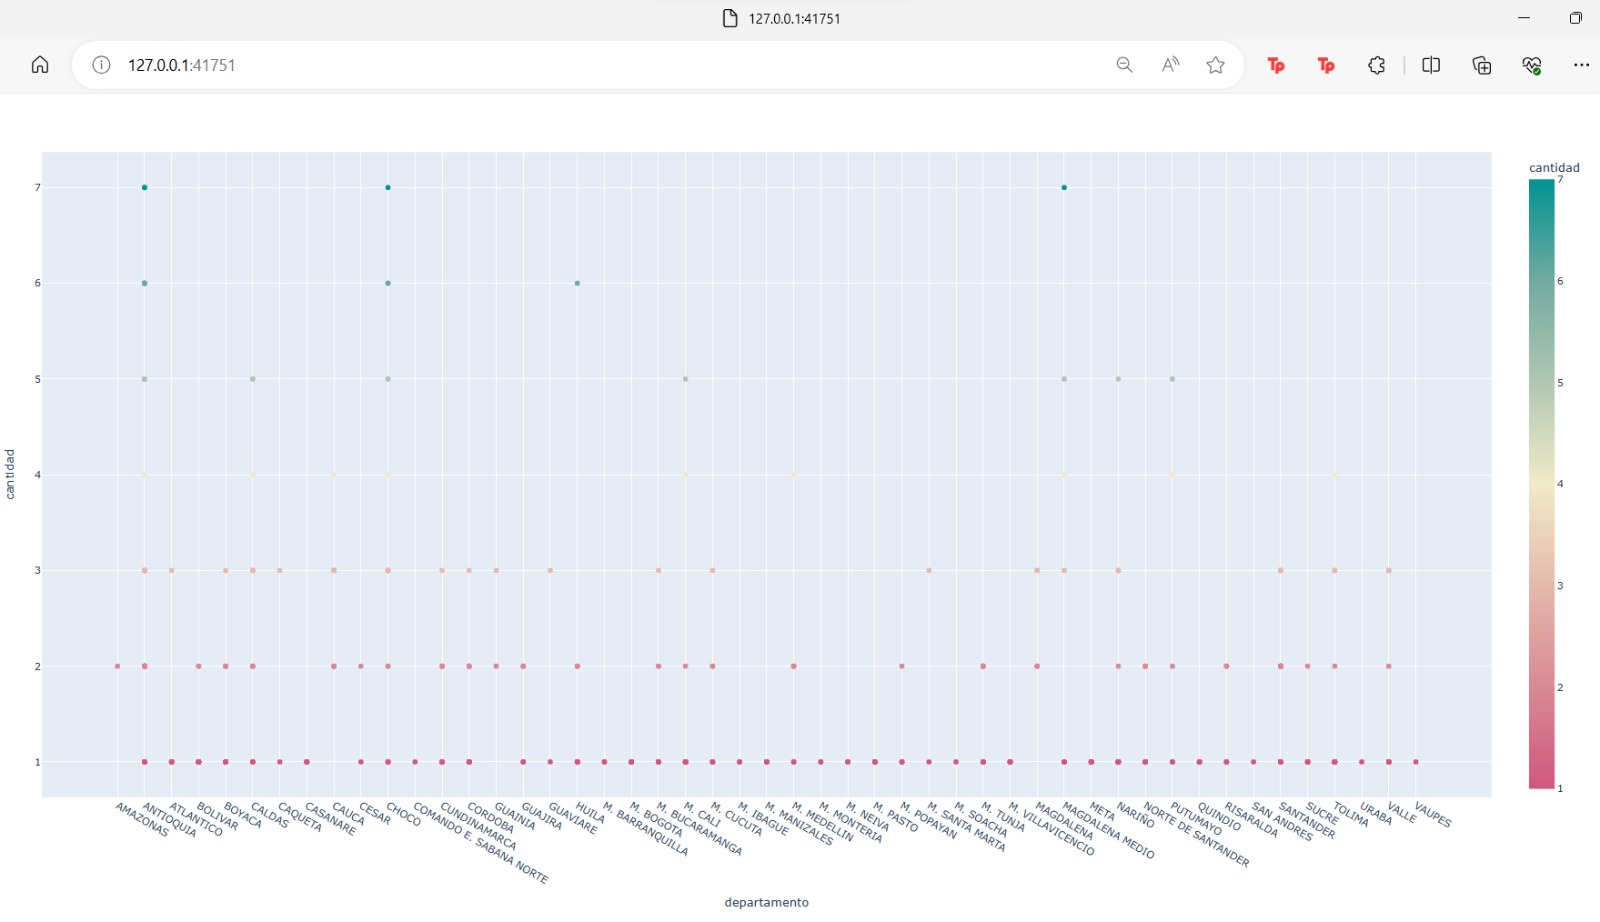 127.0.0.1:41751
127.0.0.1:41751
cantidad
7
6
5
4
3
2
1
cantidad
7
6
5
4
3
2
1
AMAZONAS
ANTIOQUIA
ATLANTICO
BOLIVAR
BOYACA
CALDAS
CAQUETA
CASANARE
CAUCA
CESAR
CHOCO
COMANDO E. SABANA NORTE
CUNDINAMARCA
CORDOBA
GUAINIA
GUAJIRA
GUAVIARE
HUILA
M. BARRANQUILLA
M. BOGOTA
M. BUCARAMANGA
M. CALI
M. CUCUTA
M. IBAGUE
M. MANIZALES
M. MEDELLIN
M. MONTERIA
M. NEIVA
M. PASTO
M. POPAYAN
M. SANTA MARTA
M. SOACHA
M. TUNJA
M. VILLAVICENCIO
MAGDALENA
MAGDALENA MEDIO
META
NARIÑO
NORTE DE SANTANDER
PUTUMAYO
QUINDIO
RISARALDA
SAN ANDRES
SANTANDER
SUCRE
TOLIMA
URABA
VALLE
VAUPES
departamento